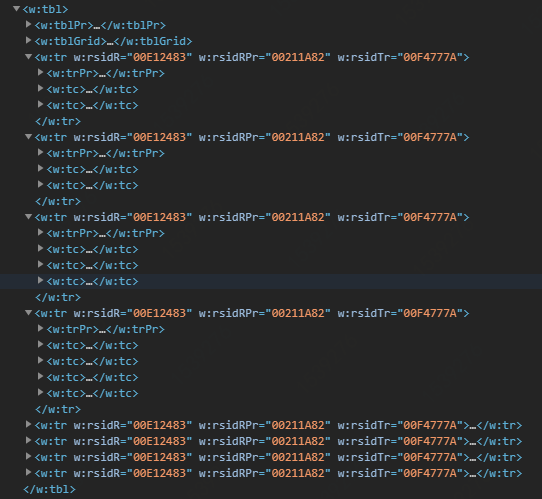 <w:tbl>
<w:tblPr>…</w:tblPr>
<w:tblGrid>…</w:tblGrid>
<w:tr w:rsidR="00E12483" w:rsidRPr="00211A82" w:rsidTr="00F4777A">
<w:trPr>…</w:trPr>
<w:tc>…</w:tc>
<w:tc>…</w:tc>
</w:tr>
<w:tr w:rsidR="00E12483" w:rsidRPr="00211A82" w:rsidTr="00F4777A">
<w:trPr>…</w:trPr>
<w:tc>…</w:tc>
<w:tc>…</w:tc>
</w:tr>
<w:tr w:rsidR="00E12483" w:rsidRPr="00211A82" w:rsidTr="00F4777A">
<w:trPr>…</w:trPr>
<w:tc>…</w:tc>
<w:tc>…</w:tc>
<w:tc>…</w:tc>
</w:tr>
<w:tr w:rsidR="00E12483" w:rsidRPr="00211A82" w:rsidTr="00F4777A">
<w:trPr>…</w:trPr>
<w:tc>…</w:tc>
<w:tc>…</w:tc>
<w:tc>…</w:tc>
<w:tc>…</w:tc>
</w:tr>
<w:tr w:rsidR="00E12483" w:rsidRPr="00211A82" w:rsidTr="00F4777A">…</w:tr>
<w:tr w:rsidR="00E12483" w:rsidRPr="00211A82" w:rsidTr="00F4777A">…</w:tr>
<w:tr w:rsidR="00E12483" w:rsidRPr="00211A82" w:rsidTr="00F4777A">…</w:tr>
<w:tr w:rsidR="00E12483" w:rsidRPr="00211A82" w:rsidTr="00F4777A">…</w:tr>
</w:tbl>